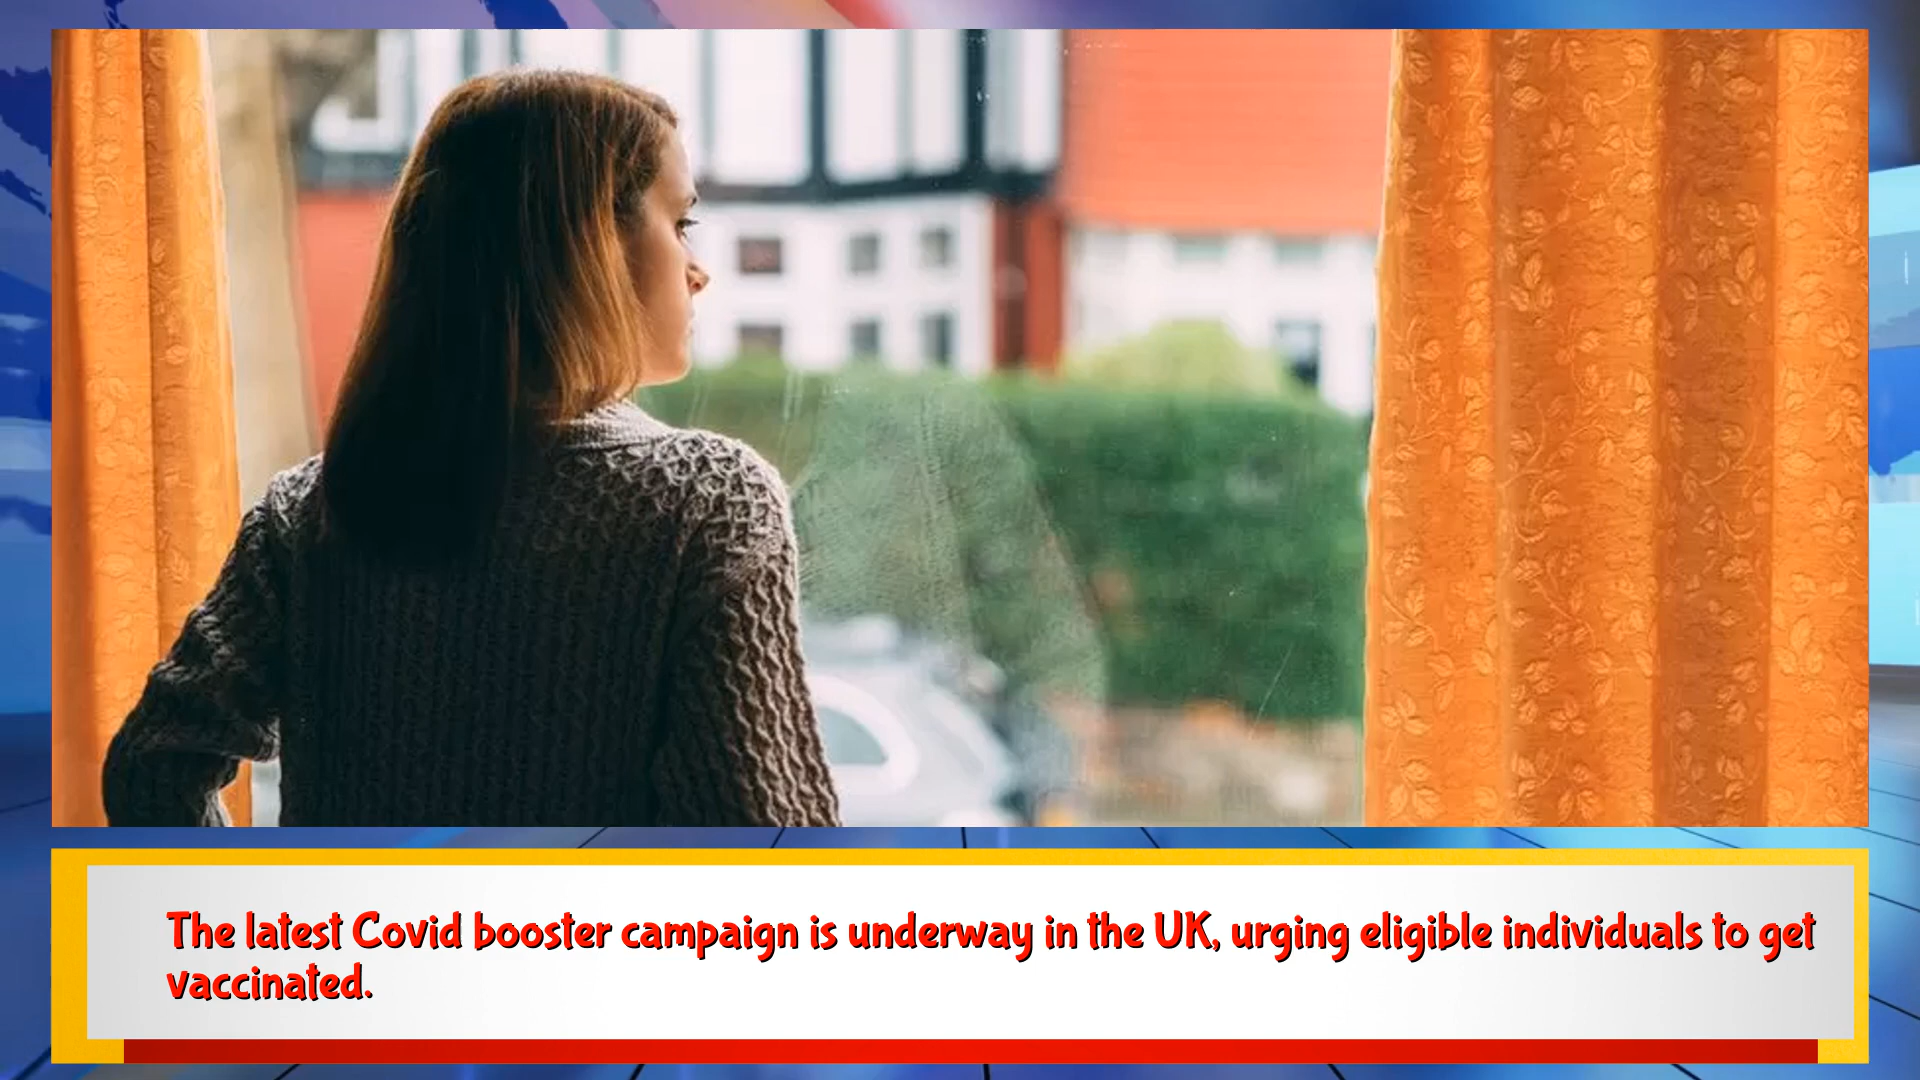 The latest Covid booster campaign is underway in the UK, urging eligible individuals to get
vaccinated.